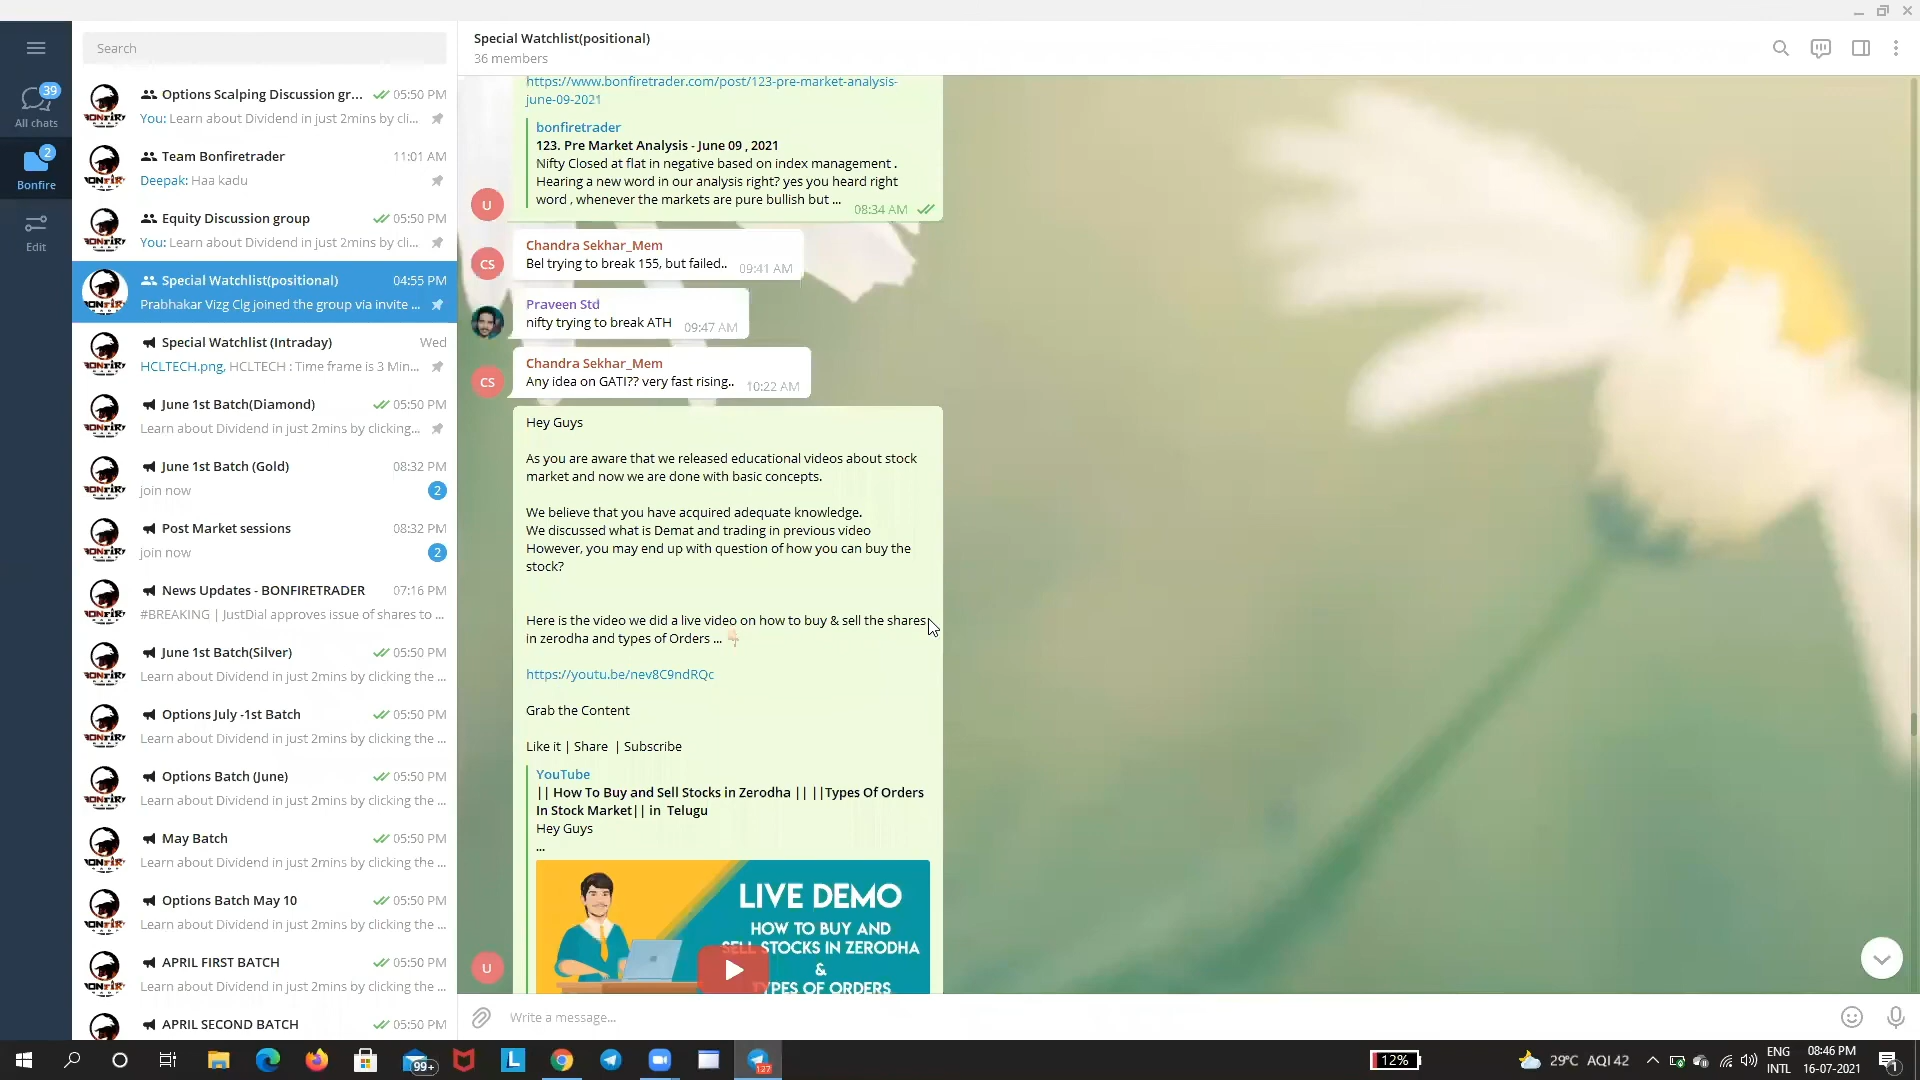 Search
39
All chats
2
Bonfire
Edit
Options Scalping Discussion gr... 05:50 PM
You: Learn about Dividend in just 2mins by cli...
Team Bonfiretrader 11:01 AM
Deepak: Haa kadu
Equity Discussion group 05:50 PM
You: Learn about Dividend in just 2mins by cli...
Special Watchlist(positional) 04:55 PM
Prabhakar Vizg Clg joined the group via invite ...
Special Watchlist (Intraday) Wed
HCLTECH.png, HCLTECH : Time frame is 3 Min...
June 1st Batch(Diamond) 05:50 PM
Learn about Dividend in just 2mins by clicking...
June 1st Batch (Gold) 08:32 PM
join now 2
Post Market sessions 08:32 PM
join now 2
News Updates - BONFIRETRADER 07:16 PM
#BREAKING | JustDial approves issue of shares to ...
June 1st Batch(Silver) 05:50 PM
Learn about Dividend in just 2mins by clicking the ...
Options July -1st Batch 05:50 PM
Learn about Dividend in just 2mins by clicking the ...
Options Batch (June) 05:50 PM
Learn about Dividend in just 2mins by clicking the ...
May Batch 05:50 PM
Learn about Dividend in just 2mins by clicking the ...
Options Batch May 10 05:50 PM
Learn about Dividend in just 2mins by clicking the ...
APRIL FIRST BATCH 05:50 PM
Learn about Dividend in just 2mins by clicking the ...
APRIL SECOND BATCH 05:50 PM
Special Watchlist(positional)
36 members
https://www.bonfiretrader.com/post/123-pre-market-analysis-
june-09-2021
bonfiretrader
123. Pre Market Analysis - June 09 , 2021
Nifty Closed at flat in negative based on index management .
Hearing a new word in our analysis right? yes you heard right
word , whenever the markets are pure bullish but ... 08:34 AM
U
Chandra Sekhar_Mem
Bel trying to break 155, but failed.. 09:41 AM
CS
Praveen Std
nifty trying to break ATH 09:47 AM
Chandra Sekhar_Mem
Any idea on GATI?? very fast rising.. 10:22 AM
CS
Hey Guys
As you are aware that we released educational videos about stock
market and now we are done with basic concepts.
We believe that you have acquired adequate knowledge.
We discussed what is Demat and trading in previous video
However, you may end up with question of how you can buy the
stock?
Here is the video we did a live video on how to buy & sell the shares
in zerodha and types of Orders ...
https://youtu.be/nev8C9ndRQc
Grab the Content
Like it | Share | Subscribe
YouTube
|| How To Buy and Sell Stocks in Zerodha || ||Types Of Orders
In Stock Market|| in Telugu
Hey Guys
...
LIVE DEMO
HOW TO BUY AND
SELL STOCKS IN ZERODHA
&
TYPES OF ORDERS
U
Write a message...
99+
L
127
12%
29°C AQI 42
ENG
INTL
08:46 PM
16-07-2021
1